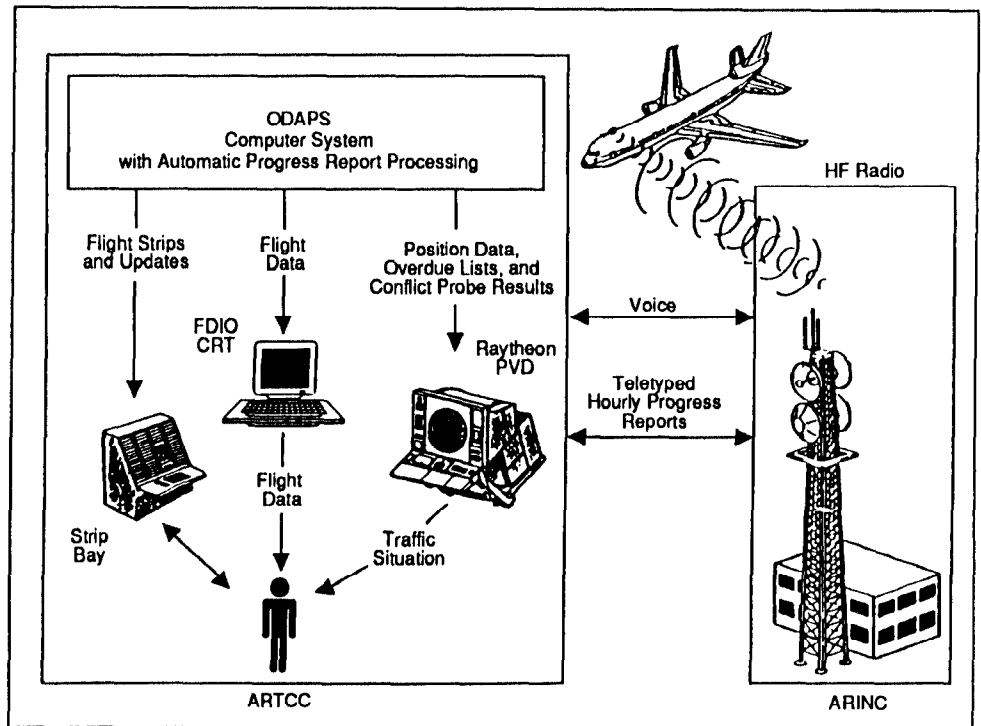 ODAPS
Computer System
with Automatic Progress Report Processing
HF Radio
Flight Strips
and Updates
Flight
Data
Position Data,
Overdue Lists, and
Conflict Probe Results
Voice
FDIO
CRT
Raytheon
PVD
Teletyped
Hourly Progress
Reports
Flight
Data
Strip
Bay
Traffic
Situation
ARTCC
ARINC